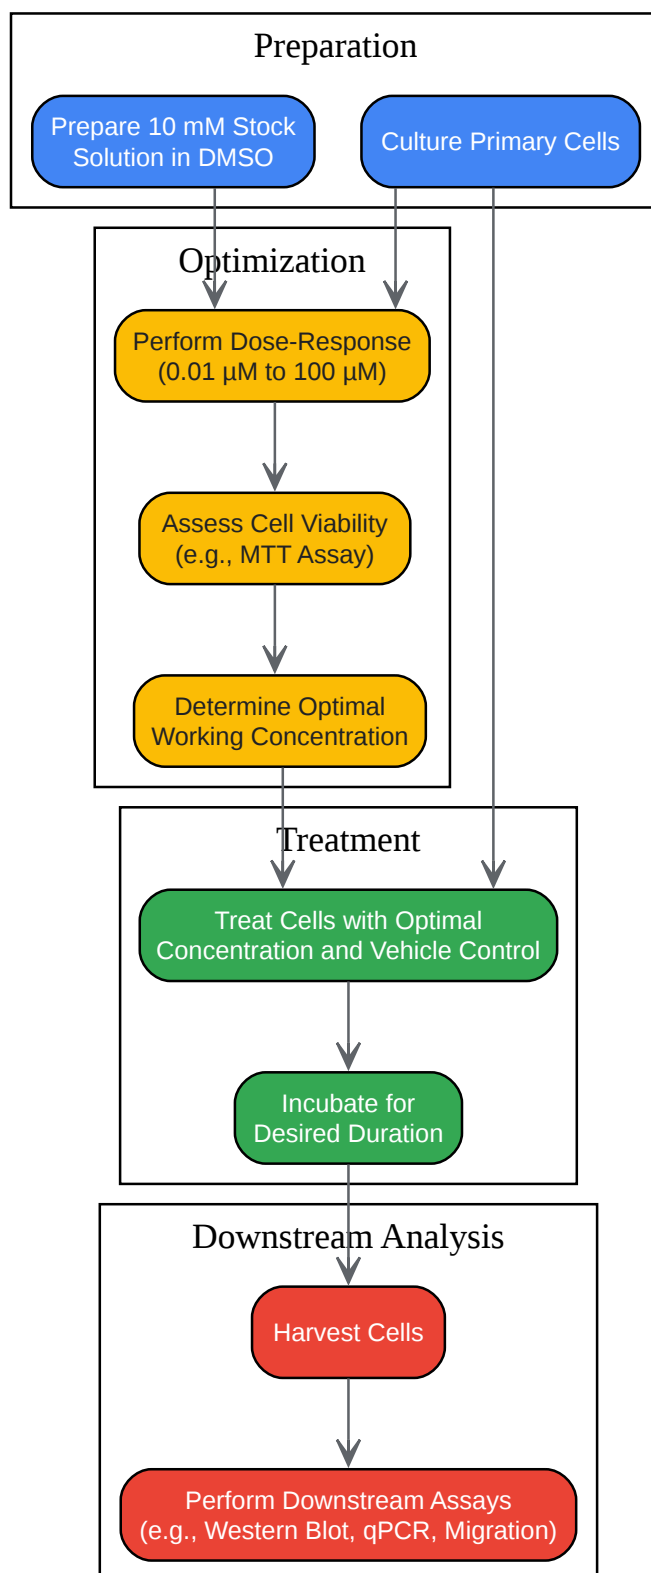 Preparation
Prepare 10 mM Stock
Solution in DMSO
Culture Primary Cells
Optimization
Perform Dose-Response
(0.01 µM to 100 µM)
Assess Cell Viability
(e.g., MTT Assay)
Determine Optimal
Working Concentration
Treatment
Treat Cells with Optimal
Concentration and Vehicle Control
Incubate for
Desired Duration
Downstream Analysis
Harvest Cells
Perform Downstream Assays
(e.g., Western Blot, qPCR, Migration)